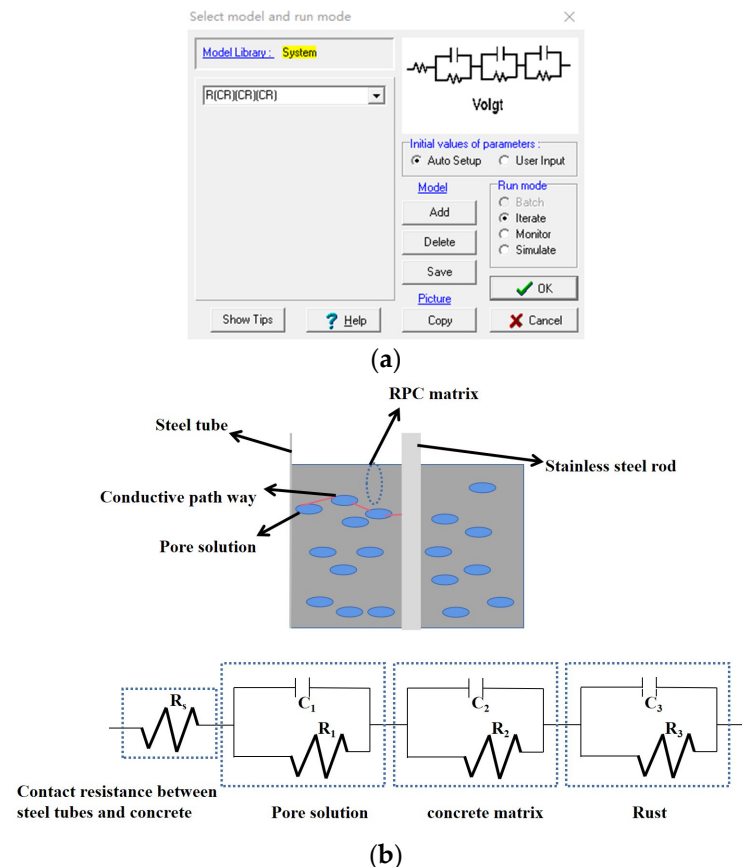 Select model and run mode
Model Library : System
R(CR)(CR)(CR)
Volgt
Initial values of parameters :
Auto Setup User Input
Model
Add
Delete
Save
Run mode
Batch
Iterate
Monitor
Simulate
OK
Picture
Show Tips ? Help Copy Cancel
(a)
RPC matrix
Steel tube
Stainless steel rod
Conductive path way
Pore solution
Rs C1 R1 C2 R2 C3 R3
Contact resistance between
steel tubes and concrete
Pore solution
concrete matrix
Rust
(b)